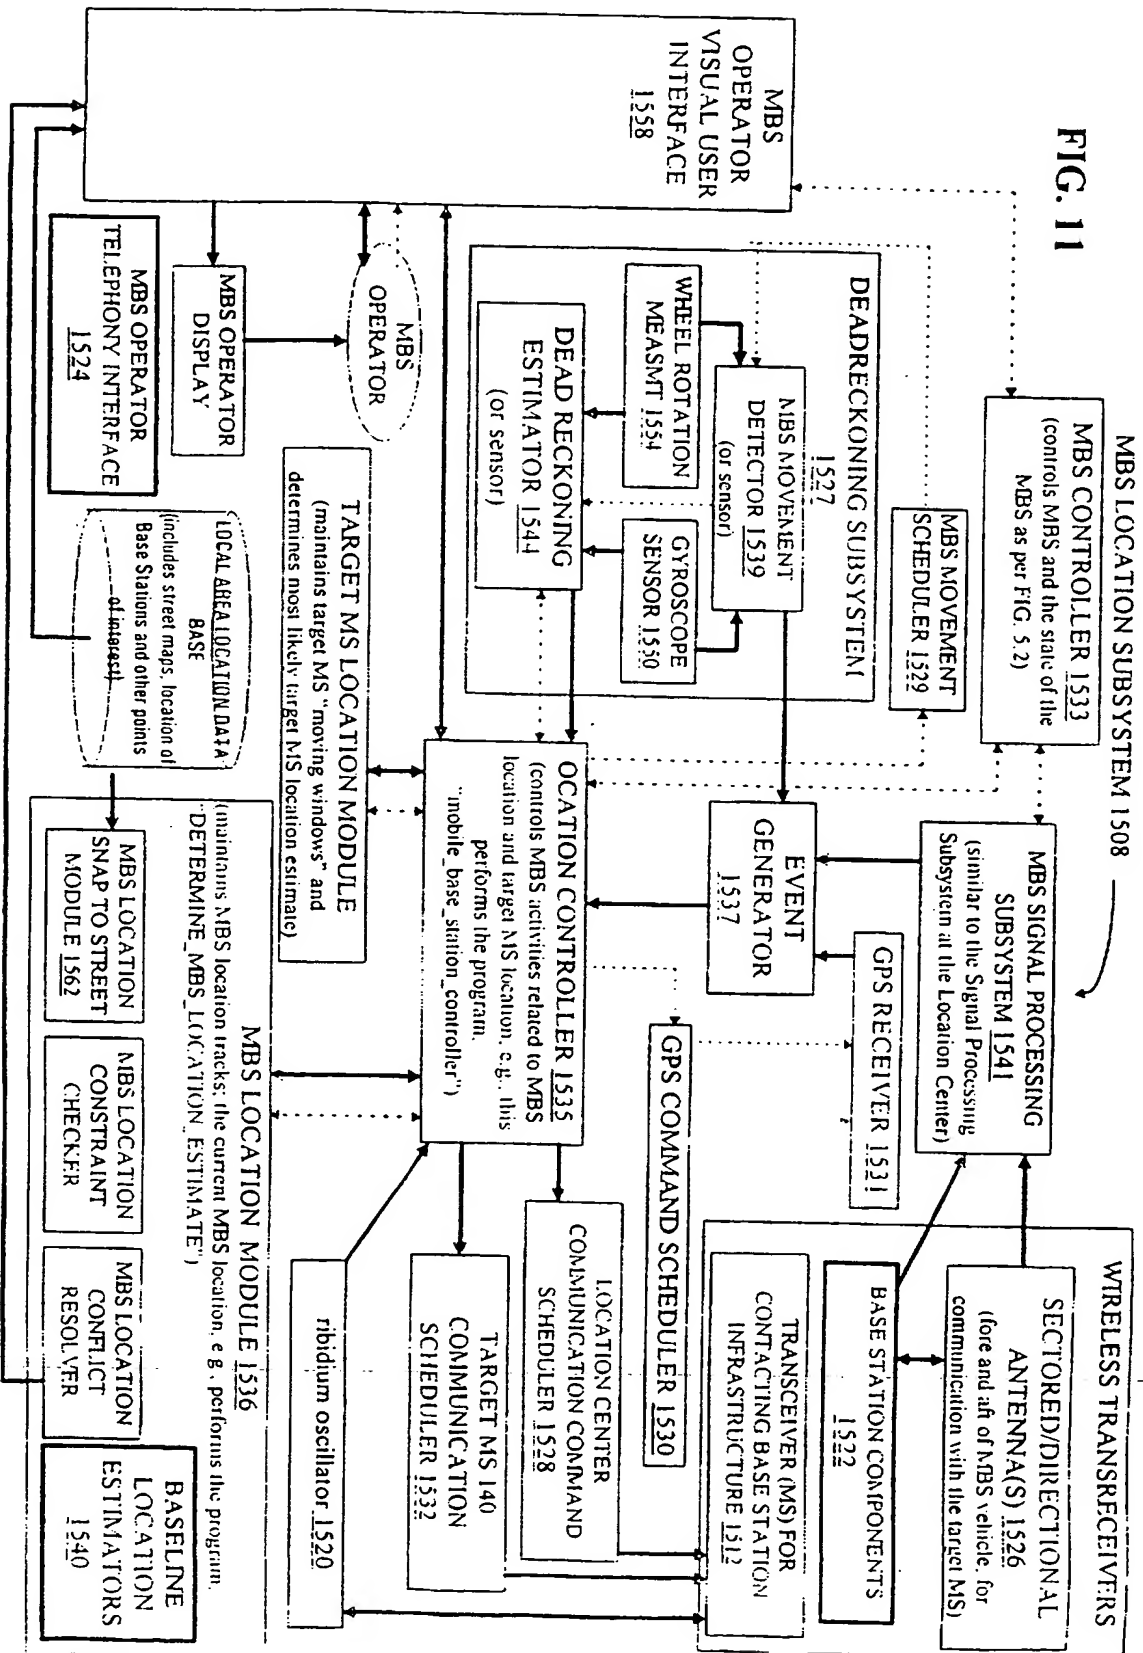 FIG. 11
MBS LOCATION SUBSYSTEM 1508
MBS
OPERATOR
VISUAL USER
INTERFACE
1558
MBS CONTROLLER 1533
(controls MBS and the state of the
MBS as per FIG. 5.2)
MBS MOVEMENT
SCHEDULER 1529
MBS SIGNAL PROCESSING
SUBSYSTEM 1541
(similar to the Signal Processing
Subsystem at the Location Center)
WIRELESS TRANSRECEIVERS
SECTORED/DIRECTIONAL
ANTENNA(S) 1526
(fore and aft of MBS vehicle, for
communication with the target MS)
BASE STATION COMPONENTS
1522
TRANSCEIVER (MS) FOR
CONTACTING BASE STATION
INFRASTRUCTURE 1512
DEADRECKONING SUBSYSTEM
1527
MBS MOVEMENT
DETECTOR 1539
(or sensor)
WHEEL ROTATION
MEASMT 1554
GYROSCOPE
SENSOR 1550
DEAD RECKONING
ESTIMATOR 1544
(or sensor)
EVENT
GENERATOR
1537
GPS RECEIVER 1531
GPS COMMAND SCHEDULER 1530
OCATION CONTROLLER 1535
(controls MBS activities related to MBS
location and target MS location, e.g., this
performs the program,
"mobile_base_station_controller")
LOCATION CENTER
COMMUNICATION COMMAND
SCHEDULER 1528
TARGET MS 140
COMMUNICATION
SCHEDULER 1532
ribidium oscillator 1520
MBS
OPERATOR
MBS OPERATOR
DISPLAY
MBS OPERATOR
TELEPHONY INTERFACE
1524
TARGET MS LOCATION MODULE
(maintains target MS "moving windows" and
determines most likely target MS location estimate)
LOCAL AREA LOCATION DATA
BASE
(includes street maps, location of
Base Stations and other points
of interest)
MBS LOCATION MODULE 1536
(maintains MBS location tracks; the current MBS location, e.g., performs the program,
"DETERMINE_MBS_LOCATION_ESTIMATE")
MBS LOCATION
SNAP TO STREET
MODULE 1562
MBS LOCATION
CONSTRAINT
CHECKER
MBS LOCATION
CONFLICT
RESOLVER
BASELINE
LOCATION
ESTIMATORS
1540